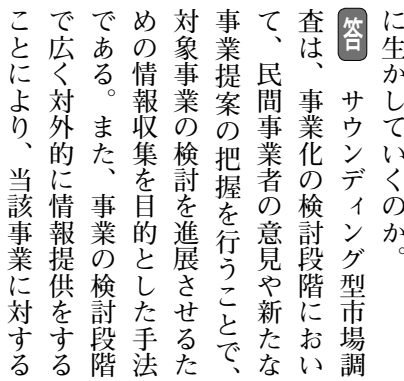 に生かしていくのか。
答　サウンディング型市場調
査は、事業化の検討段階におい
て、民間事業者の意見や新たな
事業提案の把握を行うことで、
対象事業の検討を進展させるた
めの情報収集を目的とした手法
である。また、事業の検討段階
で広く対外的に情報提供をする
ことにより、当該事業に対する